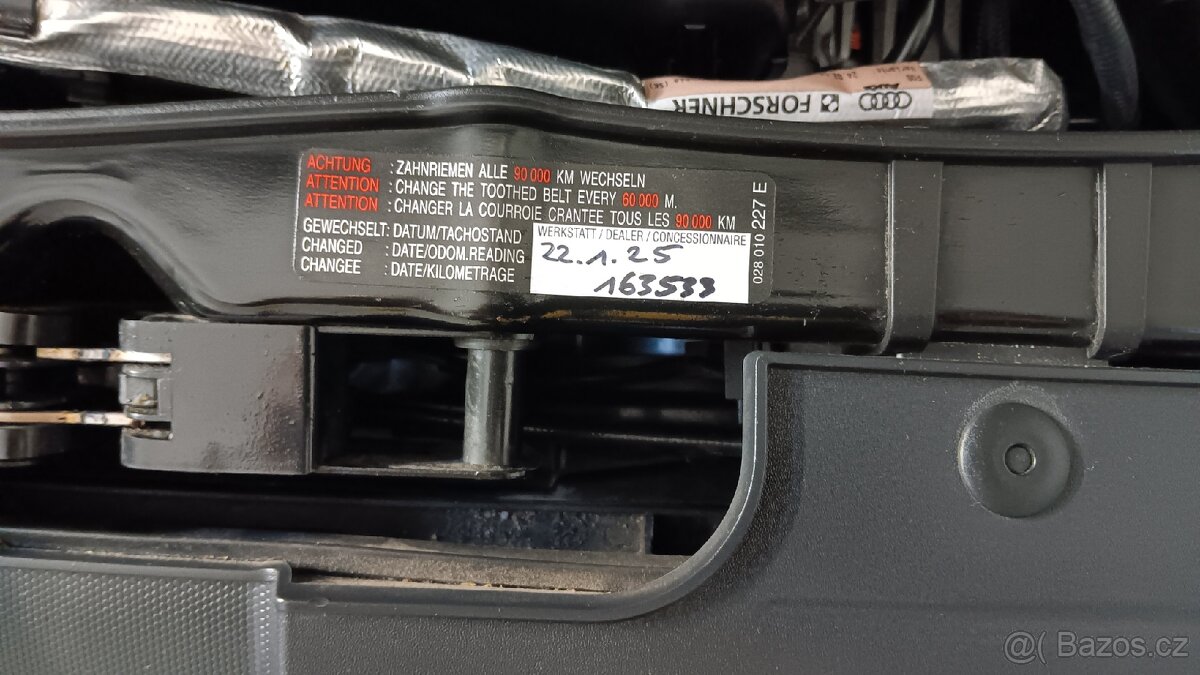 FORSCHNER
ACHTUNG : ZAHNRIEMEN ALLE 90 000 KM WECHSELN
ATTENTION : CHANGE THE TOOTHED BELT EVERY 60 000 M.
ATTENTION : CHANGER LA COURROIE CRANTEE TOUS LES 90 000 KM
GEWECHSELT: DATUM/TACHOSTAND
CHANGED : DATE/ODOM.READING
CHANGEE : DATE/KILOMETRAGE
WERKSTATT / DEALER / CONCESSIONNAIRE
22.1.25
163533
028 010 227 E
@( Bazos.cz